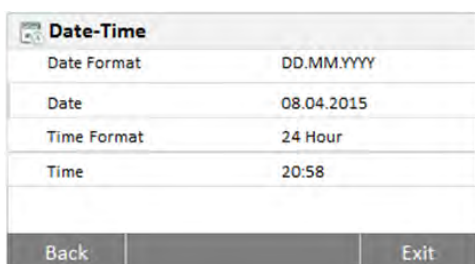 Date-Time
Date Format DD.MM.YYYY
Date 08.04.2015
Time Format 24 Hour
Time 20:58
Back Exit